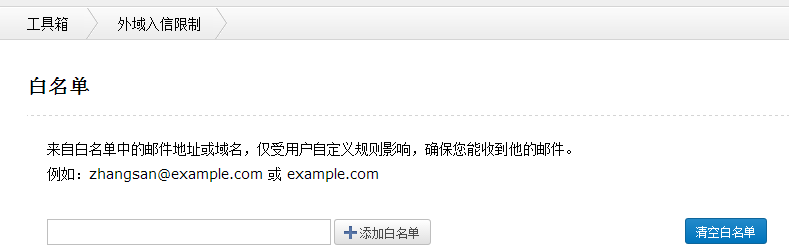 工具箱 外域入信限制
白名单
来自白名单中的邮件地址或域名，仅受用户自定义规则影响，确保您能收到他的邮件。
例如：zhangsan@example.com 或 example.com
添加白名单 清空白名单